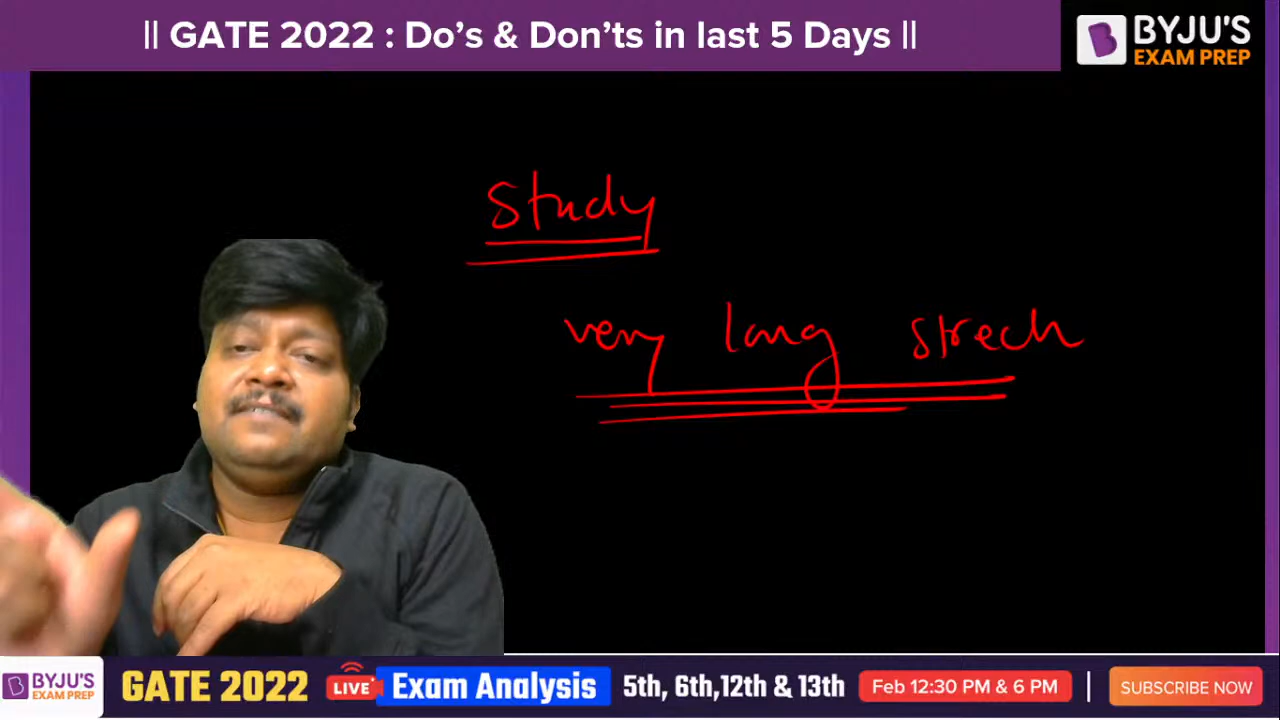 || GATE 2022 : Do's & Don'ts in last 5 Days ||
BYJU'S
EXAM PREP
Study
very long strech
BYJU'S
EXAM PREP
GATE 2022
LIVE
Exam Analysis
5th, 6th,12th & 13th
Feb 12:30 PM & 6 PM
SUBSCRIBE NOW